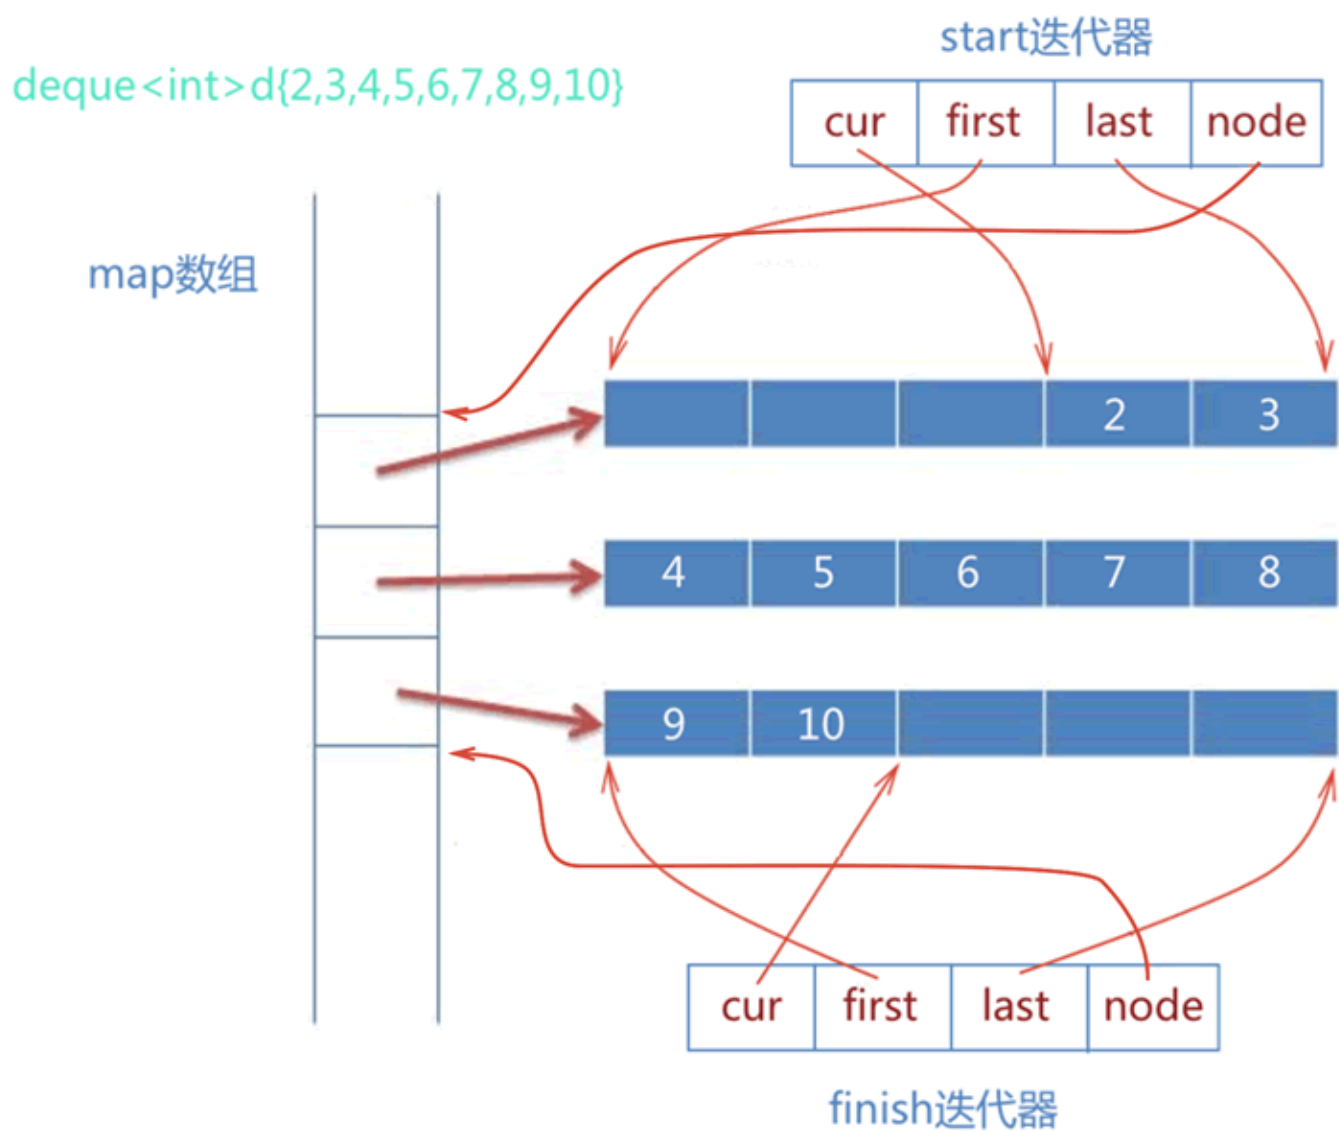 start迭代器
deque<int>d{2,3,4,5,6,7,8,9,10}
cur first last node
map数组
2 3
4 5 6 7 8
9 10
cur first last node
finish迭代器